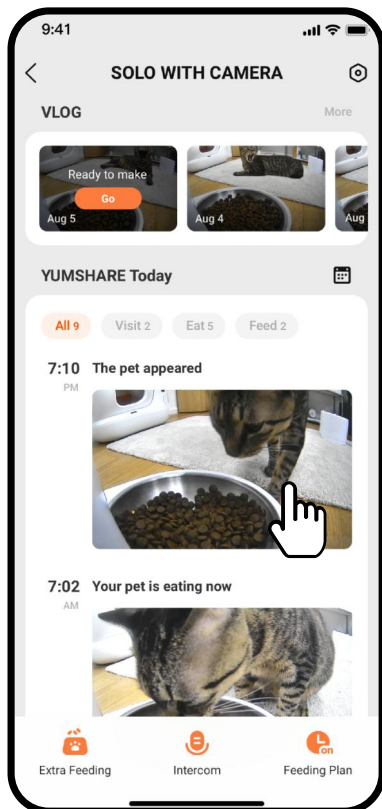 9:41
SOLO WITH CAMERA
VLOG More
Ready to make
Go
Aug 5 Aug 4 Aug
YUMSHARE Today
All 9 Visit 2 Eat 5 Feed 2
7:10 The pet appeared
PM
7:02 Your pet is eating now
AM
on
Extra Feeding Intercom Feeding Plan